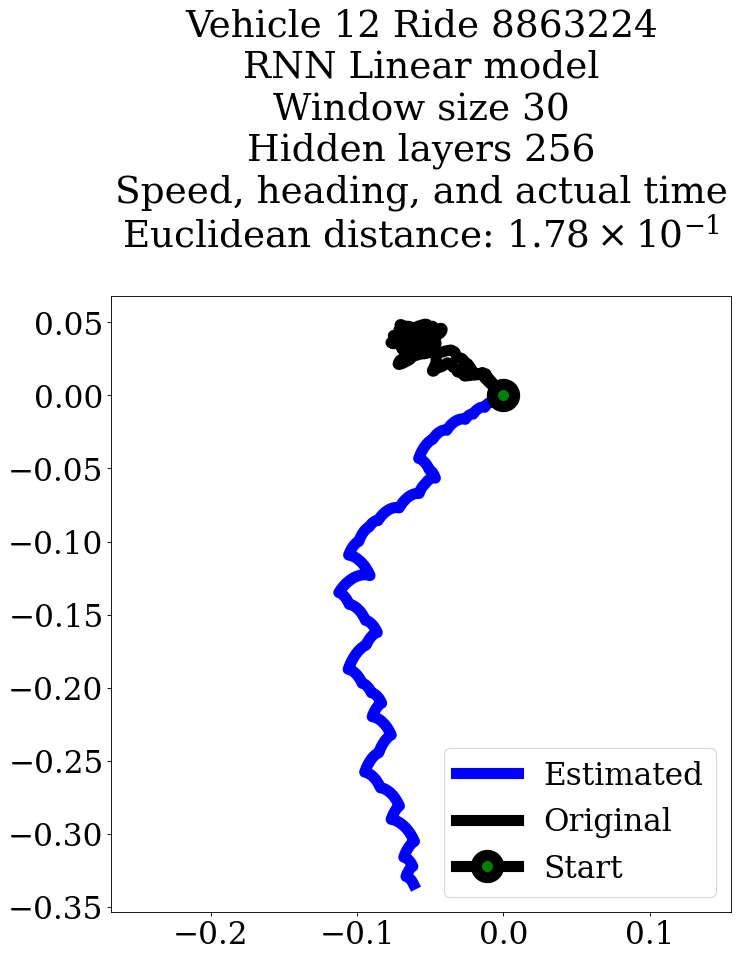 Vehicle 12 Ride 8863224
RNN Linear model
Window size 30
Hidden layers 256
Speed, heading, and actual time
Euclidean distance: 1.78 × 10⁻¹
0.05
0.00
−0.05
−0.10
−0.15
−0.20
−0.25
−0.30
−0.35
Estimated
Original
Start
−0.2 −0.1 0.0 0.1